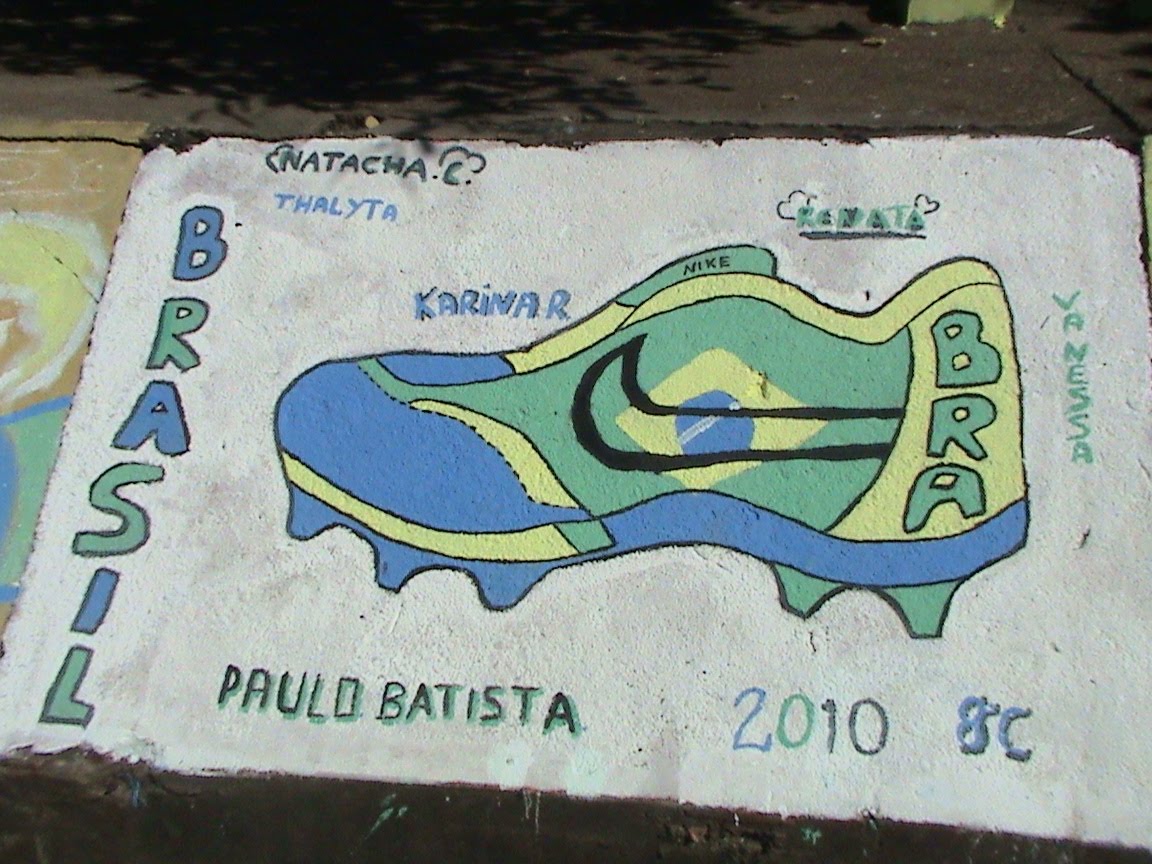 NATACHA.C.
THALYTA
RENATA
KARINA R
NIKE
BRASIL
BRA
VANESSA
PAULO BATISTA
2010 8C